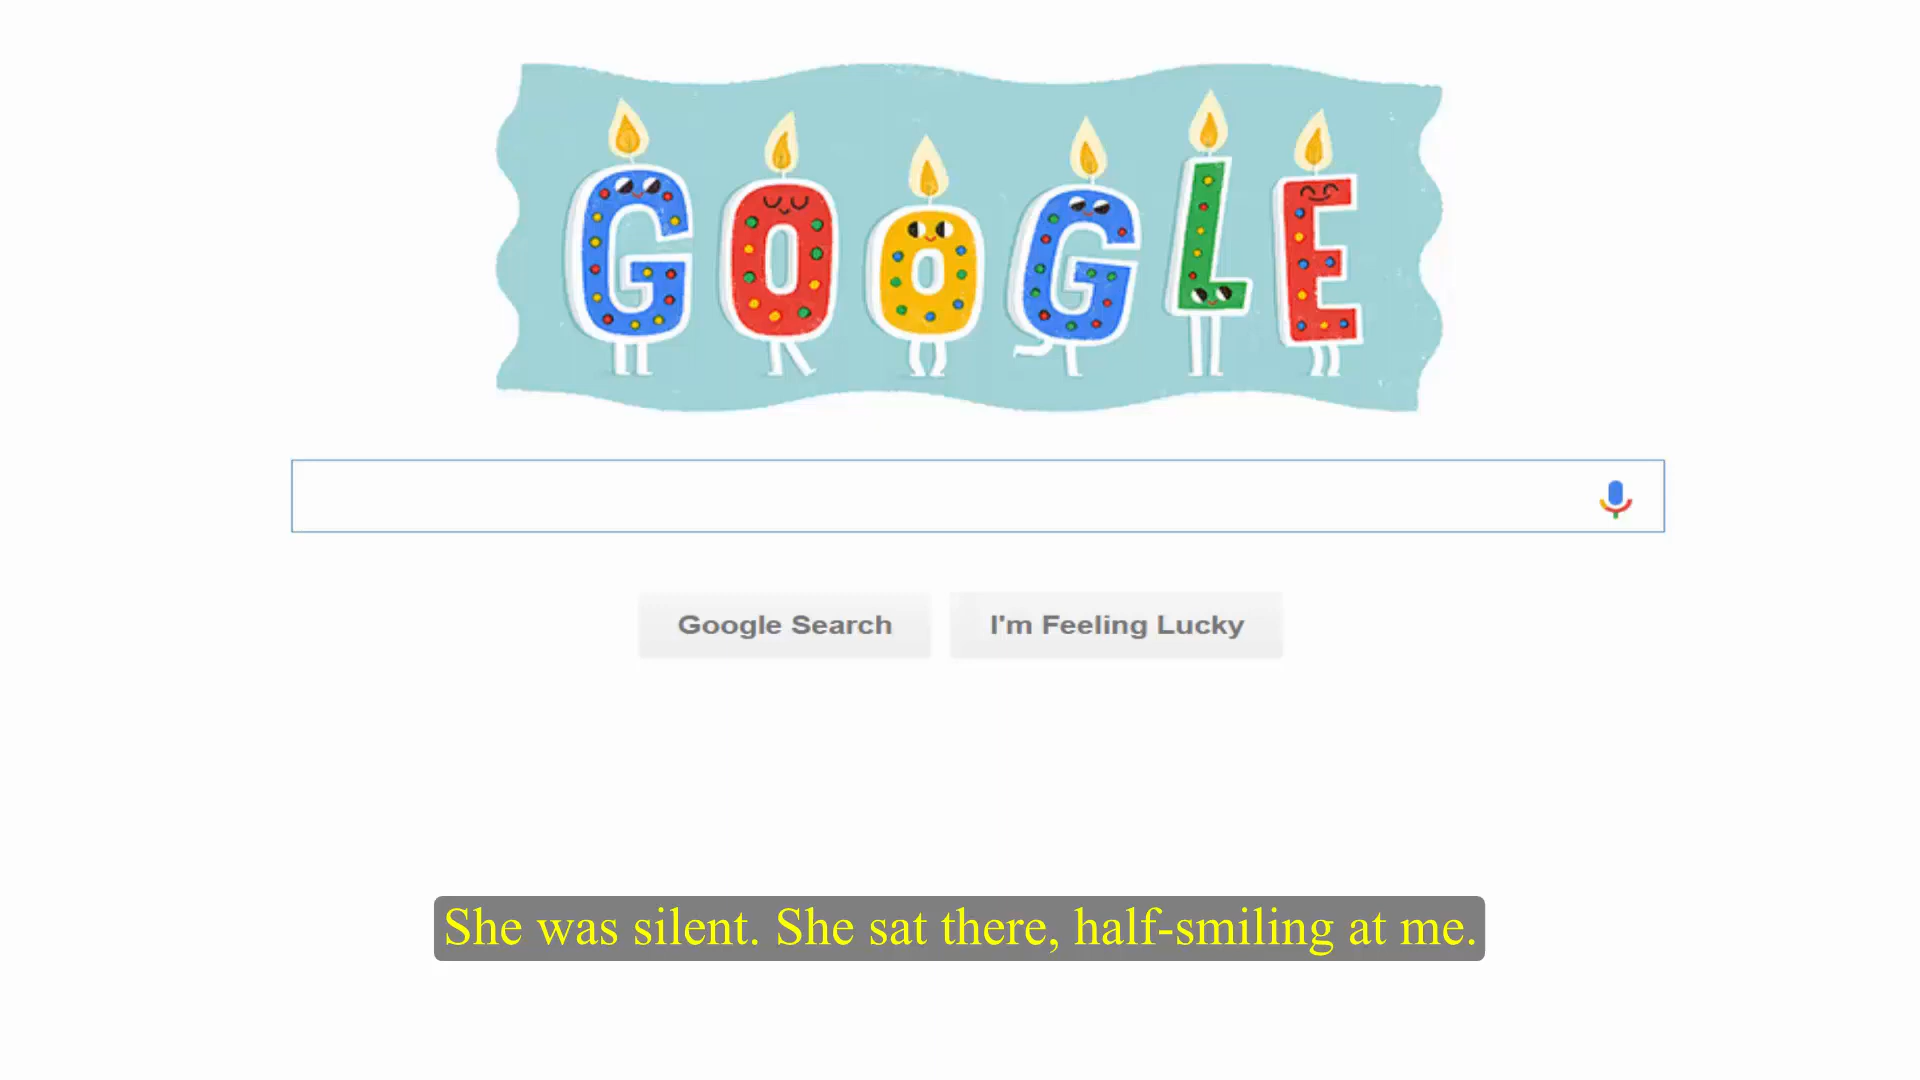 GOOGLE
Google Search
I'm Feeling Lucky
She was silent. She sat there, half-smiling at me.